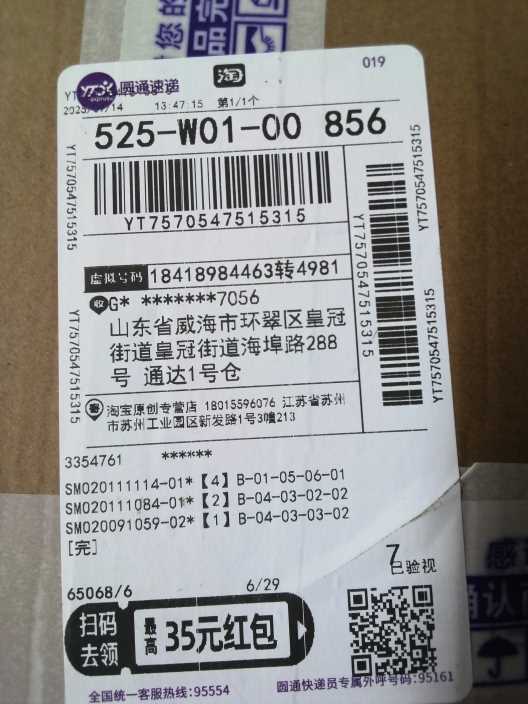 019
圆通速递
淘
13:47:15 第1/1个
525-W01-00 856
YT7570547515315
YT7570547515315
YT7570547515315
YT7570547515315
YT7570547515315
YT7570547515315
虚拟号码 18418984463转4981
收 G* *******7056
山东省威海市环翠区皇冠
街道皇冠街道海埠路288
号 通达1号仓
寄 淘宝原创专营店 18015596076 江苏省苏州
市苏州工业园区新发路1号3幢213
3354761 ******
SM020111114-01*【4】B-01-05-06-01
SM020111084-01*【2】B-04-03-02-02
SM020091059-02*【1】B-04-03-03-02
[完]
7
已验视
65068/6 6/29
扫码
去领
最高 35元红包
全国统一客服热线:95554
圆通快递员专属外呼号码:95161